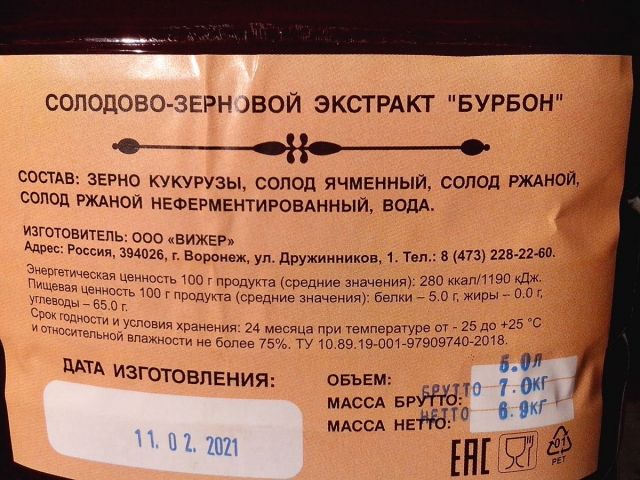 СОЛОДОВО-ЗЕРНОВОЙ ЭКСТРАКТ "БУРБОН"
СОСТАВ: ЗЕРНО КУКУРУЗЫ, СОЛОД ЯЧМЕННЫЙ, СОЛОД РЖАНОЙ,
СОЛОД РЖАНОЙ НЕФЕРМЕНТИРОВАННЫЙ, ВОДА.
ИЗГОТОВИТЕЛЬ: ООО «ВИЖЕР»
Адрес: Россия, 394026, г. Воронеж, ул. Дружинников, 1. Тел.: 8 (473) 228-22-60.
Энергетическая ценность 100 г продукта (средние значения): 280 ккал/1190 кДж.
Пищевая ценность 100 г продукта (средние значения): белки – 5.0 г, жиры – 0.0 г,
углеводы – 65.0 г.
Срок годности и условия хранения: 24 месяца при температуре от - 25 до +25 °C
и относительной влажности не более 75%. ТУ 10.89.19-001-97909740-2018.
ДАТА ИЗГОТОВЛЕНИЯ:
11.02.2021
ОБЪЕМ: 5.0л
МАССА БРУТТО: БРУТТО 7.0кг
МАССА НЕТТО: НЕТТО 6.9кг
EAC
01
PET